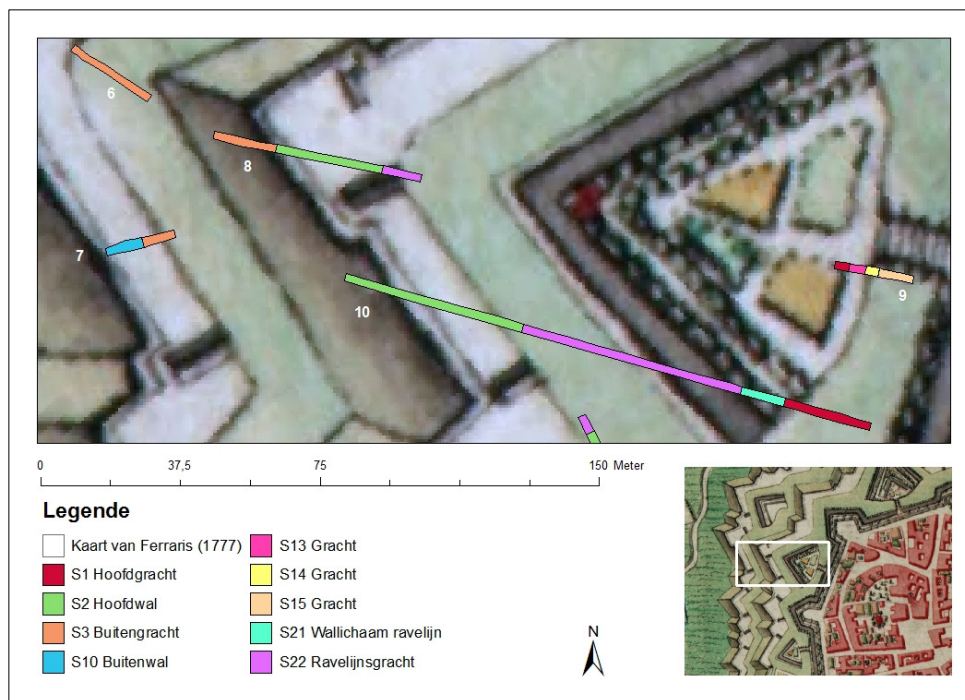 6
8
7
9
10
0 37,5 75 150 Meter
Legende
Kaart van Ferraris (1777)
S1 Hoofdgracht
S2 Hoofdwal
S3 Buitengracht
S10 Buitenwal
S13 Gracht
S14 Gracht
S15 Gracht
S21 Wallichaam ravelijn
S22 Ravelijnsgracht
N